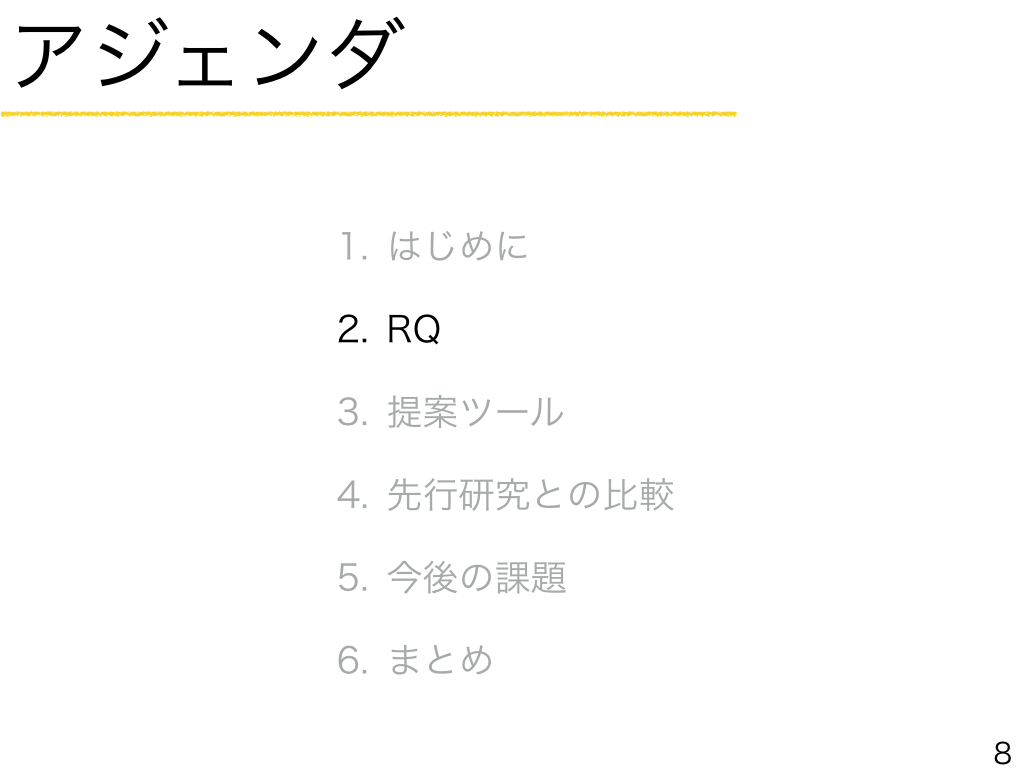 アジェンダ
1. はじめに
2. RQ
3. 提案ツール
4. 先行研究との比較
5. 今後の課題
6. まとめ
8